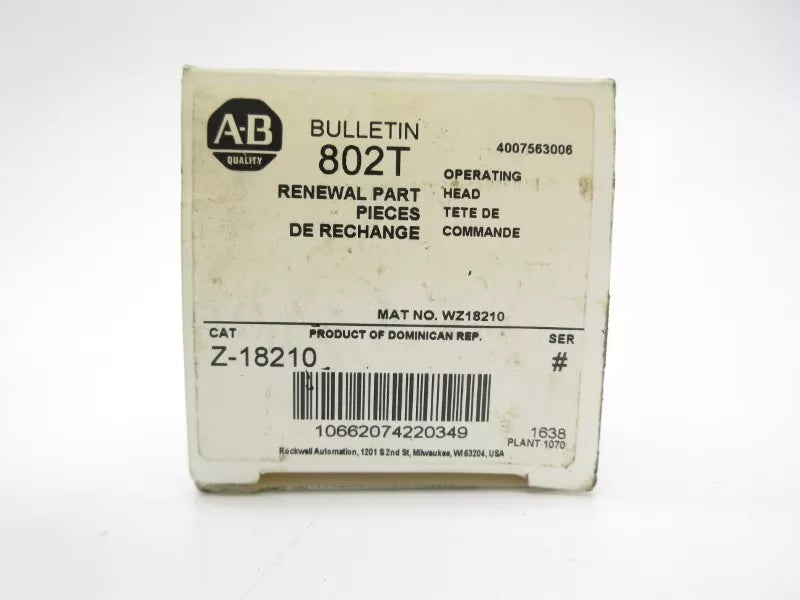 A-B
QUALITY
BULLETIN
802T
RENEWAL PART
PIECES
DE RECHANGE
4007563006
OPERATING
HEAD
TETE DE
COMMANDE
MAT NO. WZ18210
CAT
PRODUCT OF DOMINICAN REP.
SER
Z-18210
#
10662074220349
1638
PLANT 1070
Rockwell Automation, 1201 S 2nd St, Milwaukee, WI 53204, USA